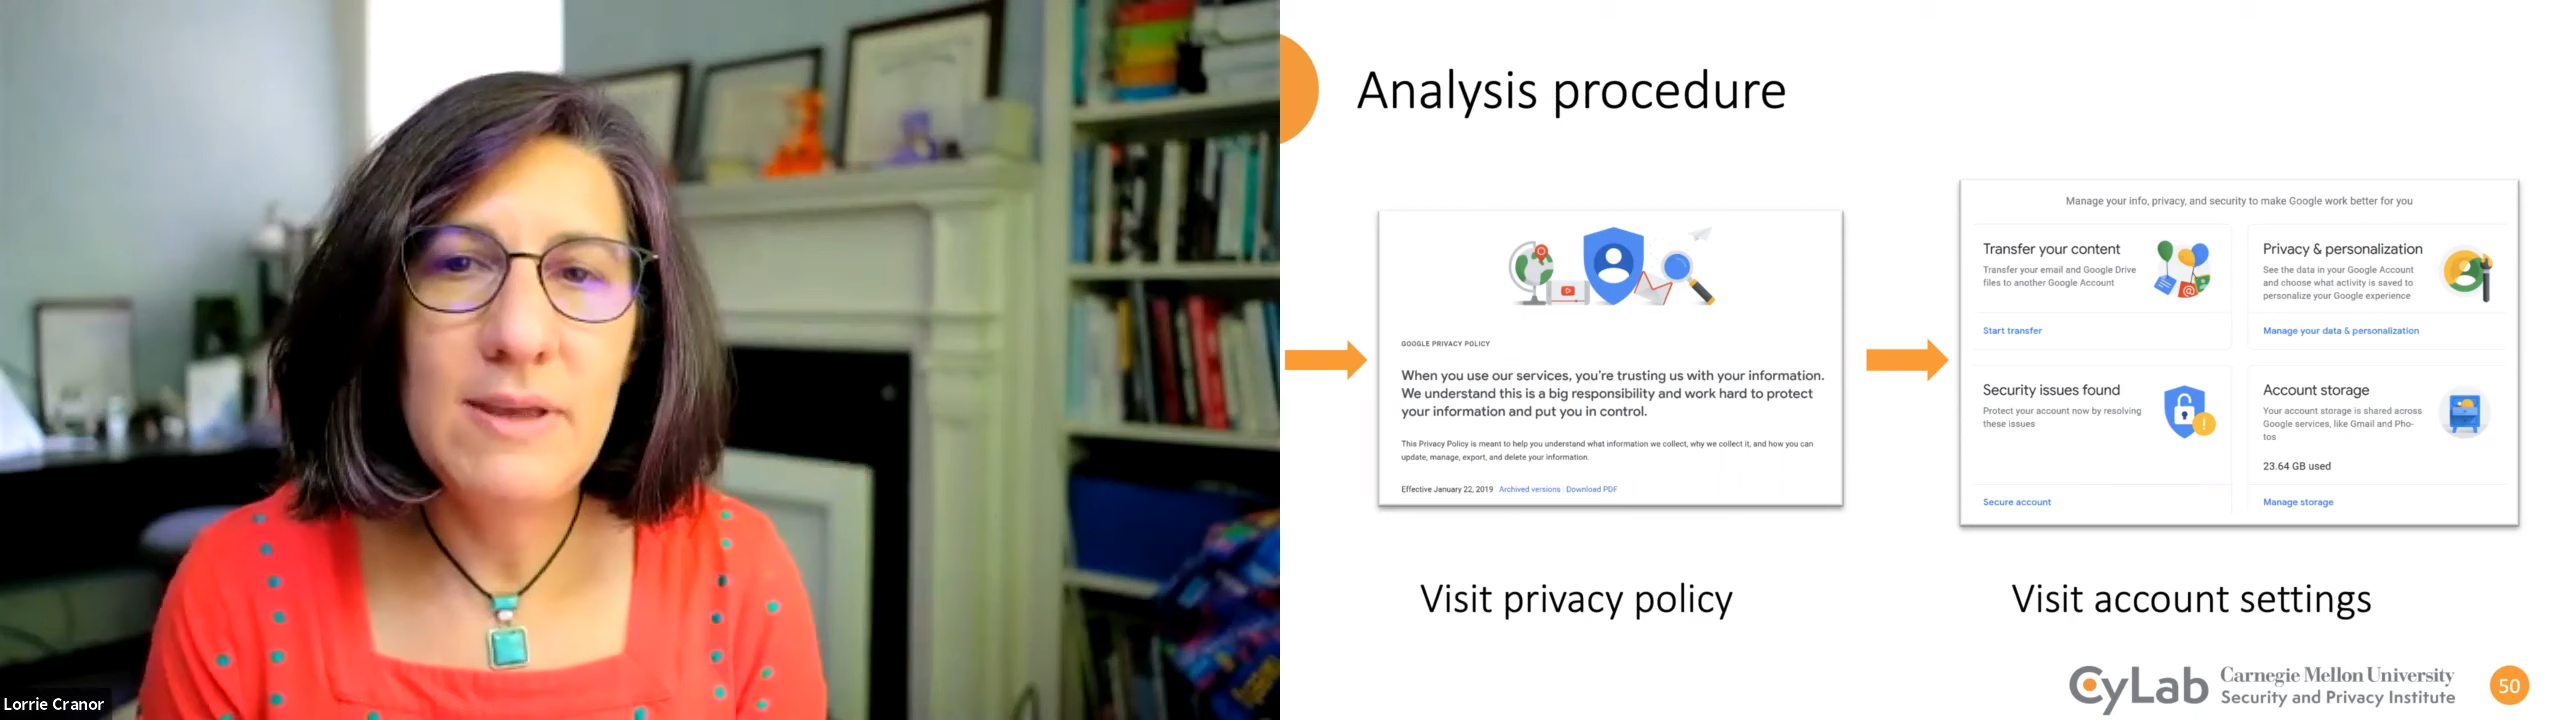 Lorrie Cranor
Analysis procedure
GOOGLE PRIVACY POLICY
When you use our services, you're trusting us with your information.
We understand this is a big responsibility and work hard to protect
your information and put you in control.
This Privacy Policy is meant to help you understand what information we collect, why we collect it, and how you can
update, manage, export, and delete your information.
Effective January 22, 2019 Archived versions Download PDF
Visit privacy policy
Manage your info, privacy, and security to make Google work better for you
Transfer your content
Transfer your email and Google Drive
files to another Google Account
Start transfer
Privacy & personalization
See the data in your Google Account
and choose what activity is saved to
personalize your Google experience
Manage your data & personalization
Security issues found
Protect your account now by resolving
these issues
Secure account
Account storage
Your account storage is shared across
Google services, like Gmail and Pho-
tos
23.64 GB used
Manage storage
Visit account settings
CyLab
Carnegie Mellon University
Security and Privacy Institute
50